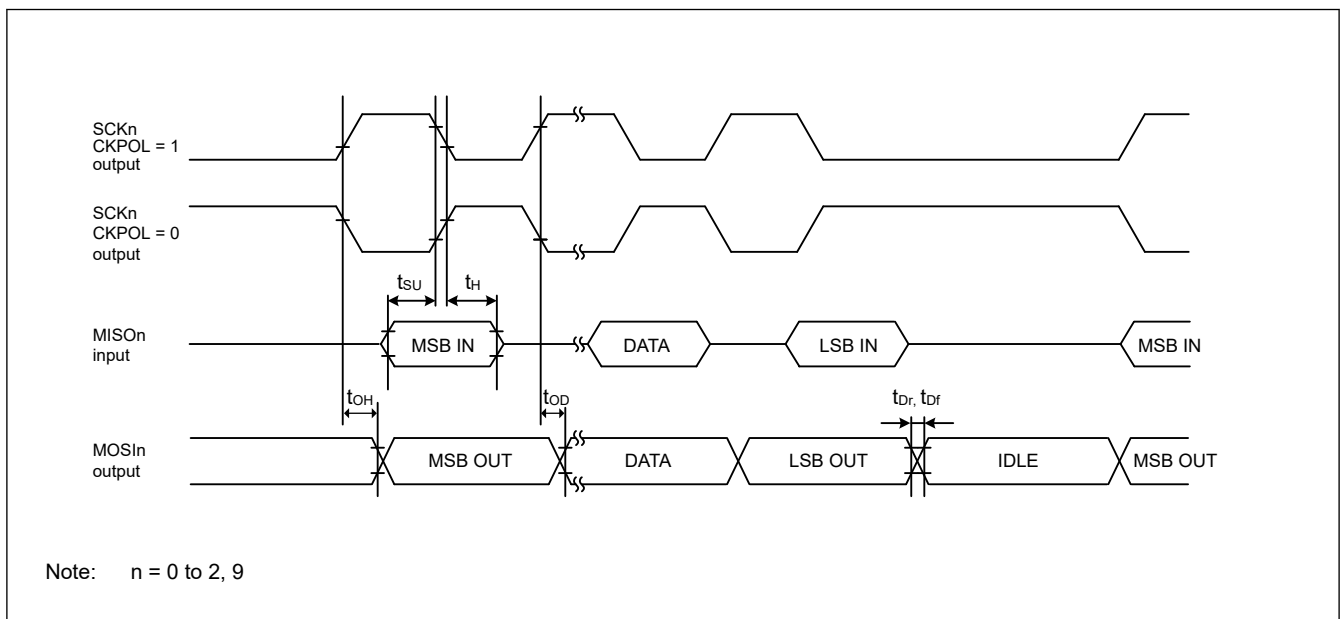 SCKn
CKPOL = 1
output
SCKn
CKPOL = 0
output
tSU
tH
MISOn
input
MSB IN
DATA
LSB IN
MSB IN
tOH
tOD
tDr, tDf
MOSIn
output
MSB OUT
DATA
LSB OUT
IDLE
MSB OUT
Note: n = 0 to 2, 9